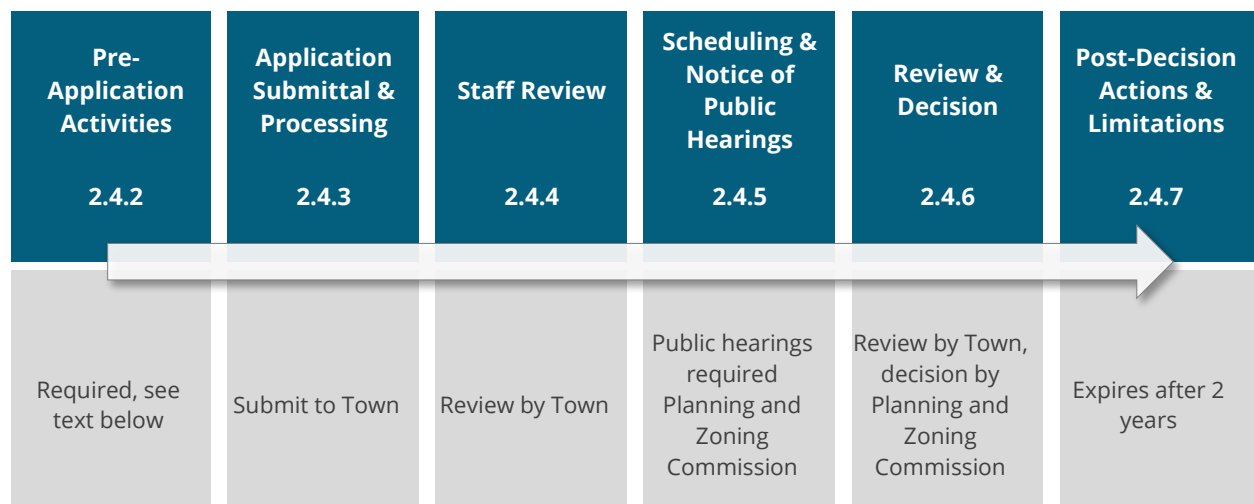 Pre-
Application
Activities
2.4.2
Application
Submittal &
Processing
2.4.3
Staff Review
2.4.4
Scheduling &
Notice of
Public
Hearings
2.4.5
Review &
Decision
2.4.6
Post-Decision
Actions &
Limitations
2.4.7
Required, see
text below
Submit to Town
Review by Town
Public hearings
required
Planning and
Zoning
Commission
Review by Town,
decision by
Planning and
Zoning
Commission
Expires after 2
years